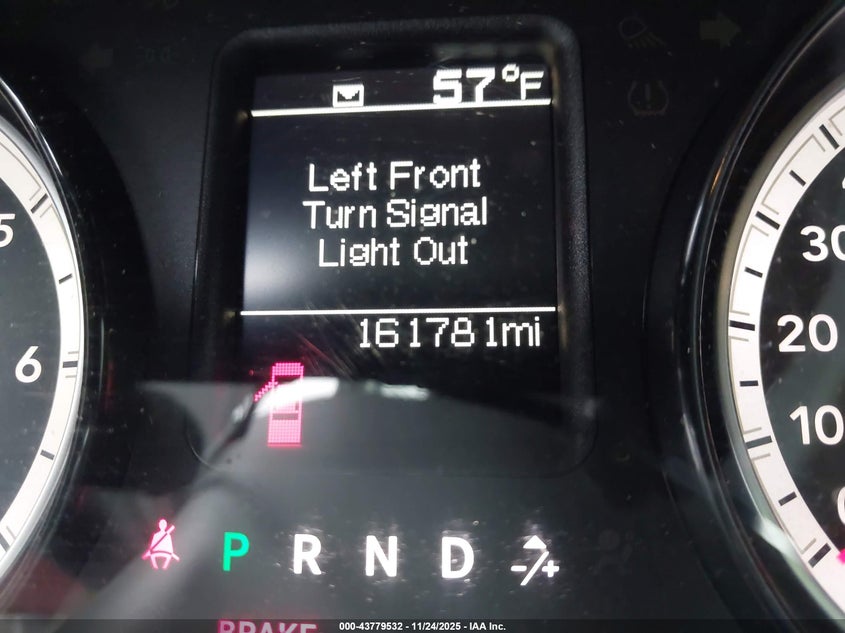 57°F
Left Front
Turn Signal
Light Out
161781mi
5
6
30
20
10
0
P R N D -/+
BRAKE
000-43779532 - 11/24/2025 - IAA Inc.